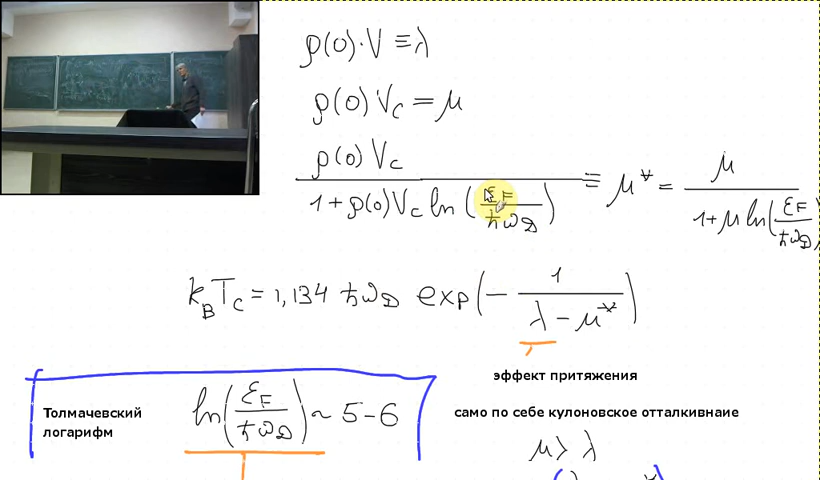 ρ(0)·V ≡ λ
ρ(0) V_C = μ
ρ(0) V_C / (1 + ρ(0) V_C ln(ε_F / ħω_D)) ≡ μ* = μ / (1 + μ ln(ε_F / ħω_D))
k_B T_C = 1,134 ħω_D exp(− 1 / (λ − μ*))
эффект притяжения
Толмачевский
логарифм
ln(ε_F / ħω_D) ~ 5-6
само по себе кулоновское отталкивнаие
μ > λ